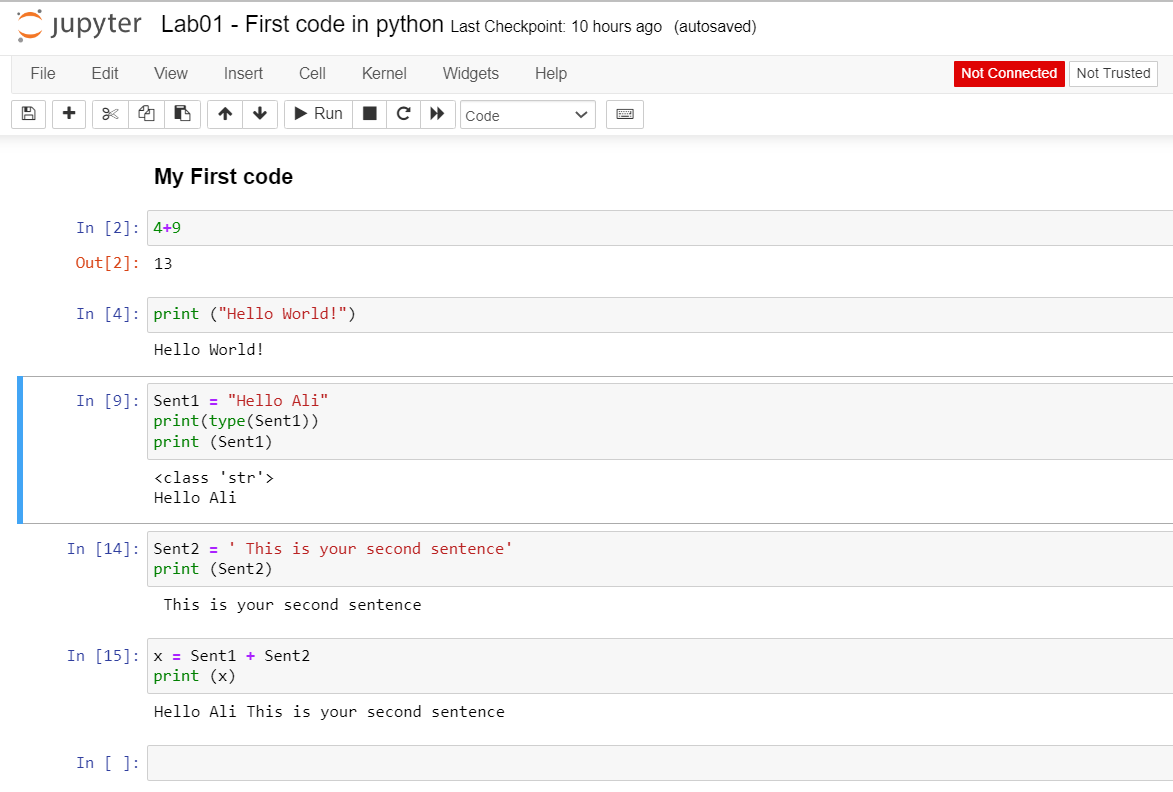 jupyter Lab01 - First code in python Last Checkpoint: 10 hours ago (autosaved)
File Edit View Insert Cell Kernel Widgets Help Not Connected Not Trusted
Run Code
My First code
In [2]: 4+9
Out[2]: 13
In [4]: print ("Hello World!")
Hello World!
In [9]: Sent1 = "Hello Ali"
print(type(Sent1))
print (Sent1)
<class 'str'>
Hello Ali
In [14]: Sent2 = ' This is your second sentence'
print (Sent2)
 This is your second sentence
In [15]: x = Sent1 + Sent2
print (x)
Hello Ali This is your second sentence
In [ ]: